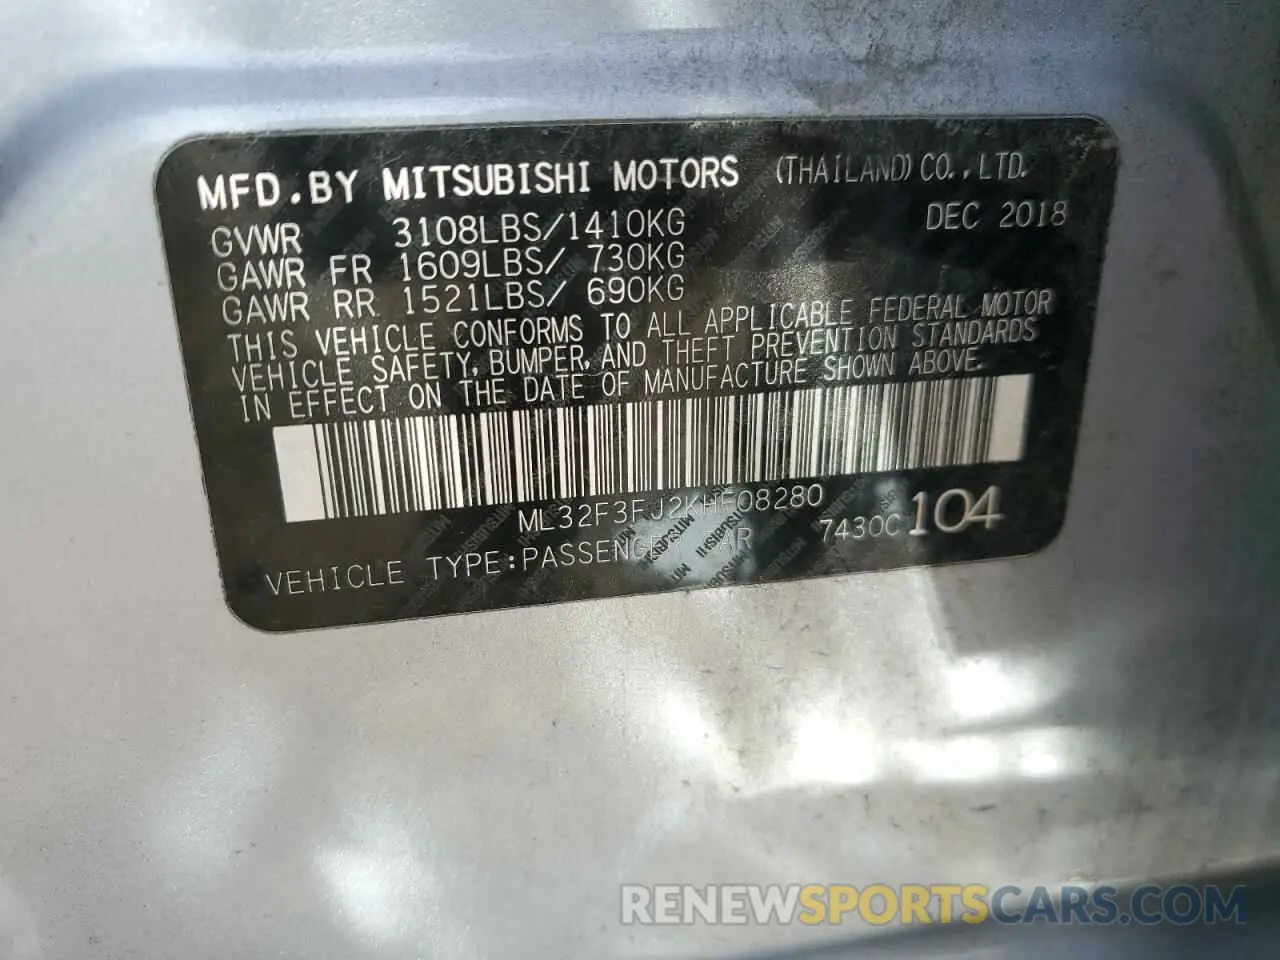 MFD.BY MITSUBISHI MOTORS (THAILAND) CO.,LTD.
GVWR 3108LBS/1410KG DEC 2018
GAWR FR 1609LBS/ 730KG
GAWR RR 1521LBS/ 690KG
THIS VEHICLE CONFORMS TO ALL APPLICABLE FEDERAL MOTOR
VEHICLE SAFETY, BUMPER, AND THEFT PREVENTION STANDARDS
IN EFFECT ON THE DATE OF MANUFACTURE SHOWN ABOVE.
ML32F3FJ2KHF08280
VEHICLE TYPE:PASSENGER CAR 7430C 104
RENEWSPORTSCARS.COM